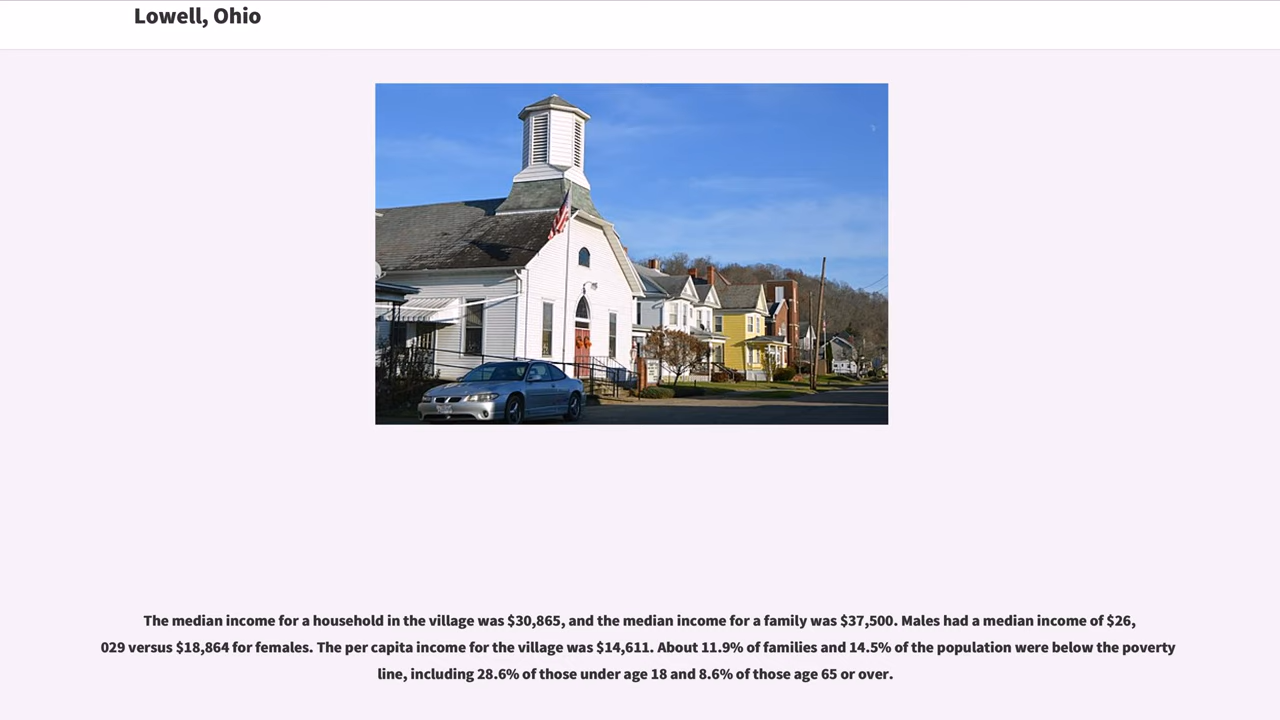 Lowell, Ohio
The median income for a household in the village was $30,865, and the median income for a family was $37,500. Males had a median income of $26,
029 versus $18,864 for females. The per capita income for the village was $14,611. About 11.9% of families and 14.5% of the population were below the poverty
line, including 28.6% of those under age 18 and 8.6% of those age 65 or over.